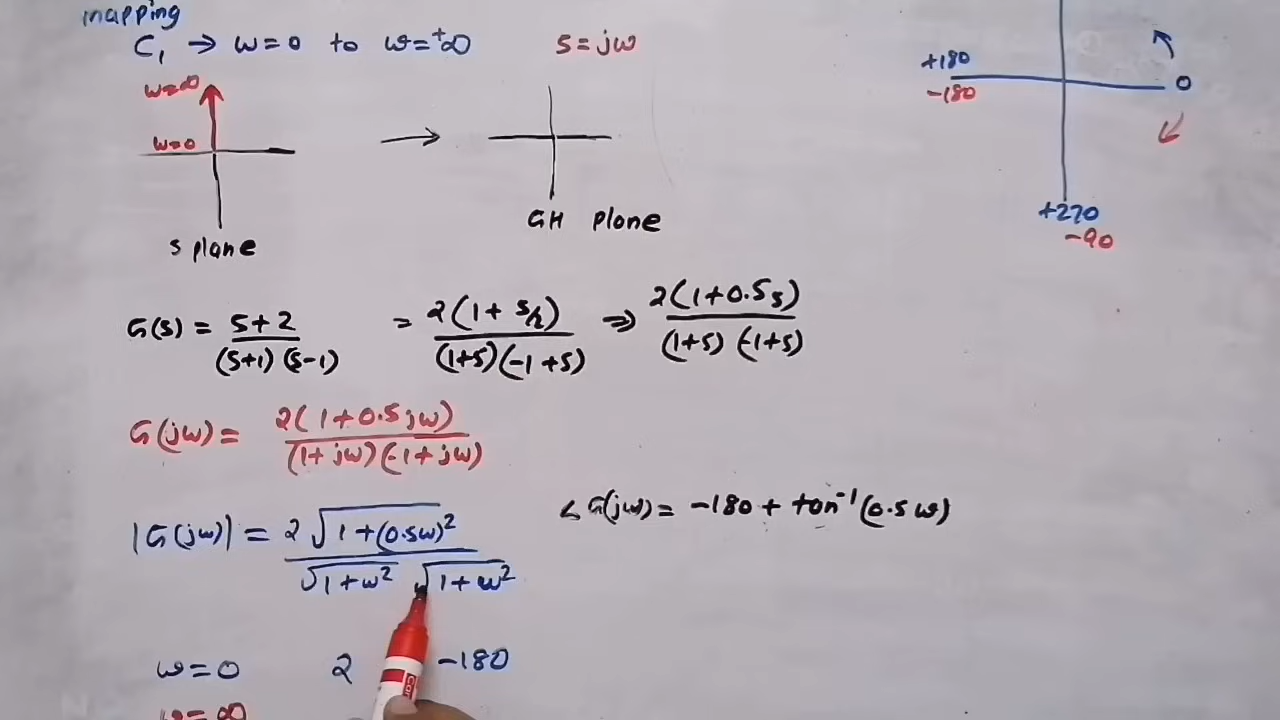 mapping
C₁ → ω=0 to ω=⁺∞
S=jω
ω=∞
ω=0
S plane
GH plane
+180
-180
0
+270
-90
G(s) = S+2 / (S+1)(S-1) = 2(1+S/2) / (1+S)(-1+S) ⇒ 2(1+0.5s) / (1+S)(-1+S)
G(jω)= 2(1+0.5jω) / (1+jω)(-1+jω)
|G(jω)| = 2√1+(0.5ω)² / √1+ω² √1+ω²
∠G(jω)= -180 + tan⁻¹(0.5ω)
ω=0 2 -180
ω=∞